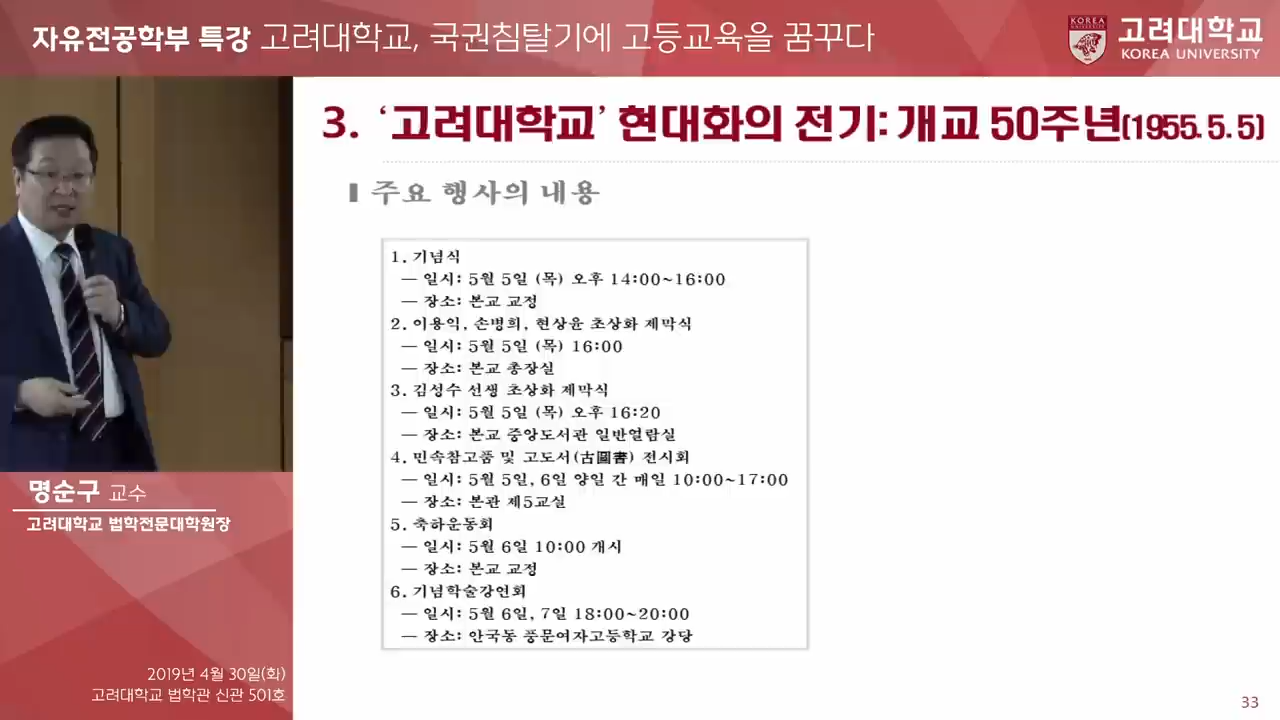 자유전공학부 특강 고려대학교, 국권침탈기에 고등교육을 꿈꾸다
KOREA
UNIVERSITY
고려대학교
KOREA UNIVERSITY
3. ‘고려대학교’ 현대화의 전기: 개교 50주년(1955. 5. 5)
주요 행사의 내용
1. 기념식
— 일시: 5월 5일 (목) 오후 14:00~16:00
— 장소: 본교 교정
2. 이용익, 손병희, 현상윤 초상화 제막식
— 일시: 5월 5일 (목) 16:00
— 장소: 본교 총장실
3. 김성수 선생 초상화 제막식
— 일시: 5월 5일 (목) 오후 16:20
— 장소: 본교 중앙도서관 일반열람실
4. 민속참고품 및 고도서(古圖書) 전시회
— 일시: 5월 5일, 6일 양일 간 매일 10:00~17:00
— 장소: 본관 제5교실
5. 축하운동회
— 일시: 5월 6일 10:00 개시
— 장소: 본교 교정
6. 기념학술강연회
— 일시: 5월 6일, 7일 18:00~20:00
— 장소: 안국동 풍문여자고등학교 강당
명순구 교수
고려대학교 법학전문대학원장
2019년 4월 30일(화)
고려대학교 법학관 신관 501호
33